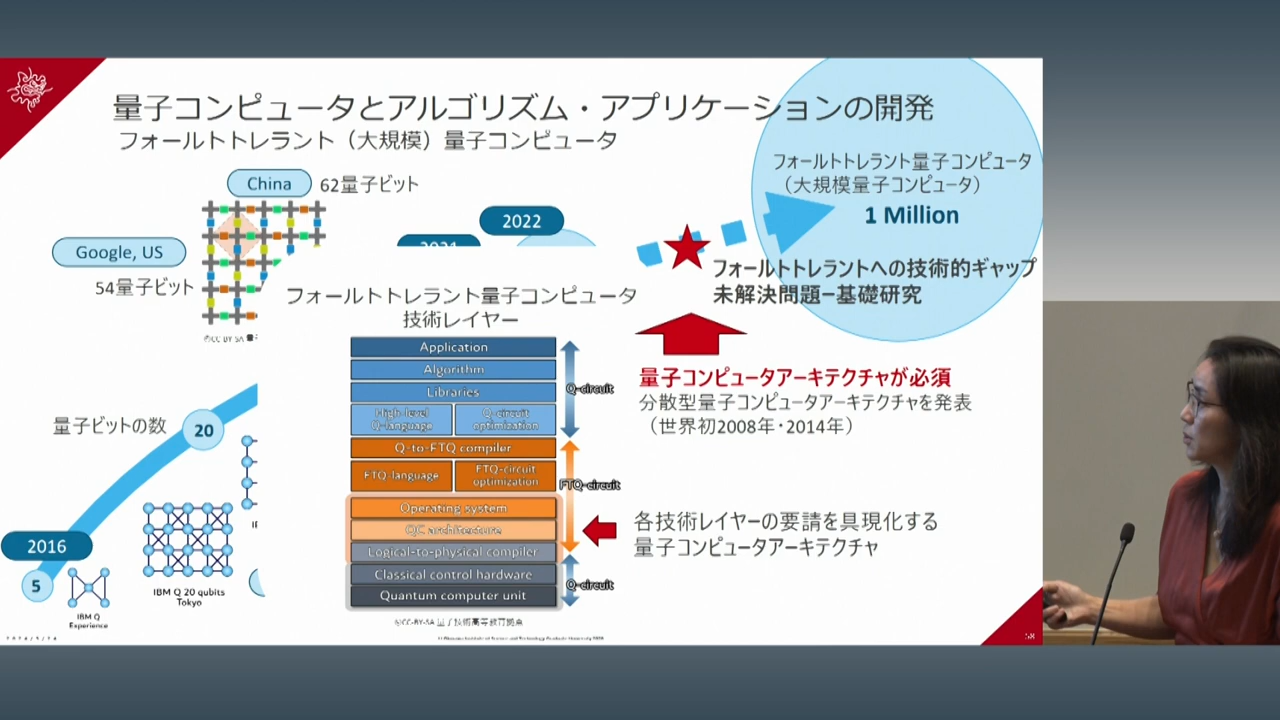 量子コンピュータとアルゴリズム・アプリケーションの開発
フォールトトレラント（大規模）量子コンピュータ
China
62量子ビット
Google, US
54量子ビット
2022
2021
フォールトトレラント量子コンピュータ
（大規模量子コンピュータ）
1 Million
フォールトトレラントへの技術的ギャップ
未解決問題–基礎研究
量子コンピュータアーキテクチャが必須
分散型量子コンピュータアーキテクチャを発表
（世界初2008年・2014年）
フォールトトレラント量子コンピュータ
技術レイヤー
Application
Algorithm
Libraries
High-level
Q-language
Q-circuit
optimization
Q-circuit
Q-to-FTQ compiler
FTQ-language
FTQ-circuit
optimization
FTQ-circuit
Operating system
QC architecture
Logical-to-physical compiler
Classical control hardware
Quantum computer unit
Q-circuit
各技術レイヤーの要請を具現化する
量子コンピュータアーキテクチャ
量子ビットの数
20
2016
5
IBM Q
Experience
IBM Q 20 qubits
Tokyo
©CC-BY-SA 量子技術高等教育拠点